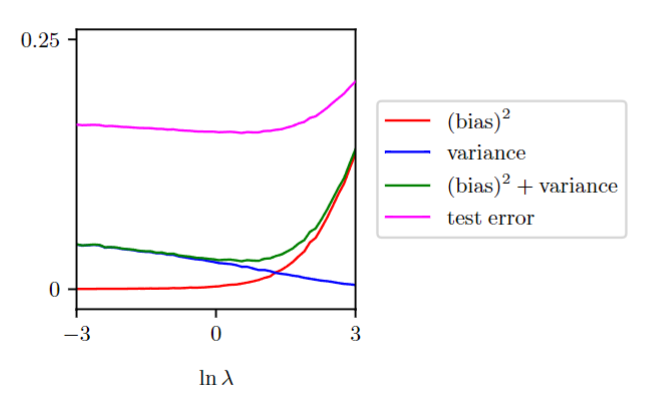 0.25
0
−3 0 3
ln λ
(bias)²
variance
(bias)² + variance
test error